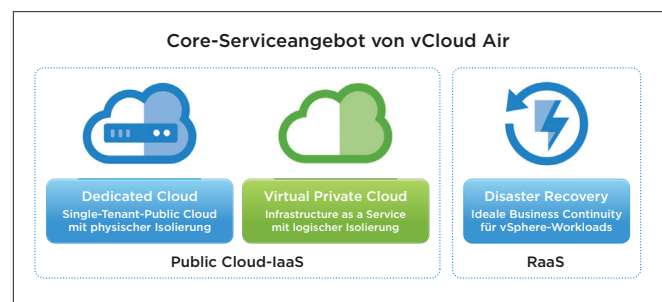 Core-Serviceangebot von vCloud Air
Dedicated Cloud
Single-Tenant-Public Cloud
mit physischer Isolierung
Virtual Private Cloud
Infrastructure as a Service
mit logischer Isolierung
Public Cloud-IaaS
Disaster Recovery
Ideale Business Continuity
für vSphere-Workloads
RaaS